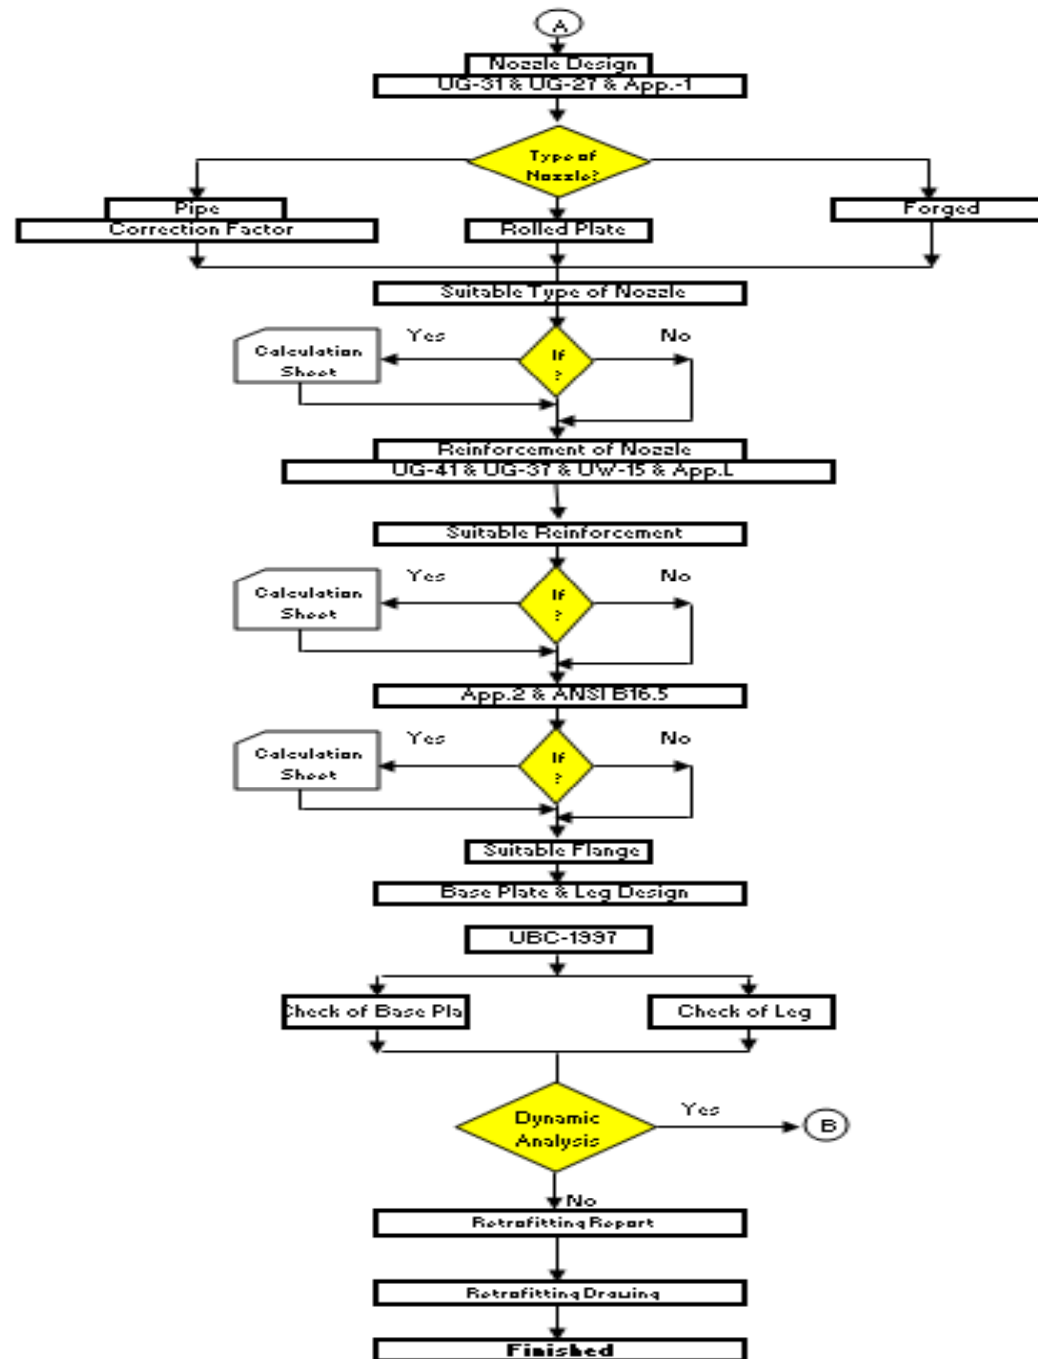 A
Nozzle Design
UG-31 & UG-27 & App.-1
Type of
Nozzle?
Pipe
Correction Factor
Rolled Plate
Forged
Suitable Type of Nozzle
Yes
No
Calculation
Sheet
If
?
Reinforcement of Nozzle
UG-41 & UG-37 & UW-15 & App.L
Suitable Reinforcement
Yes
No
Calculation
Sheet
If
?
App.2 & ANSI B16.5
Yes
No
Calculation
Sheet
If
?
Suitable Flange
Base Plate & Leg Design
UBC-1997
Check of Base Pla
Check of Leg
Dynamic
Analysis
Yes
B
No
Retrofitting Report
Retrofitting Drawing
Finished